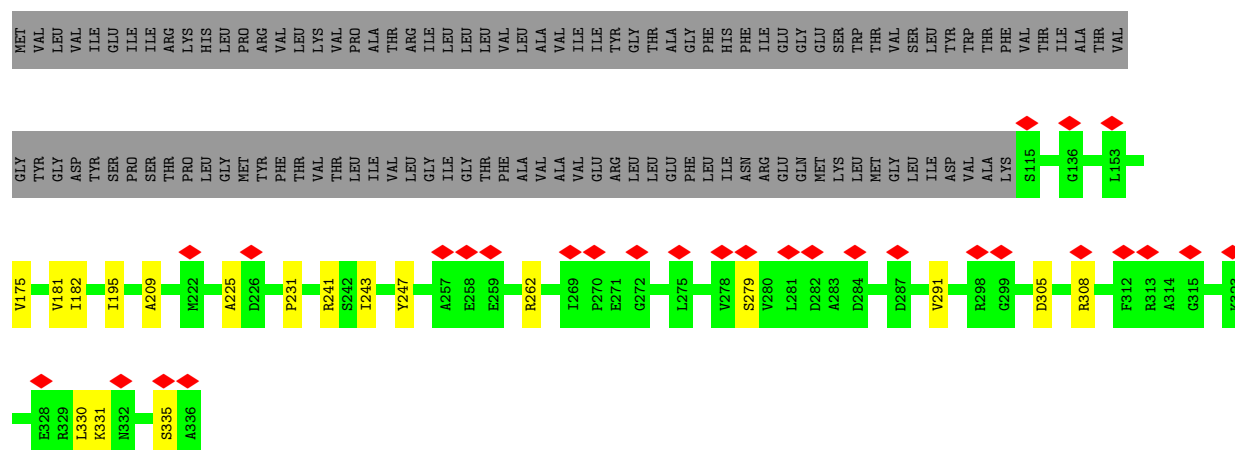 MET VAL LEU VAL ILE GLU ILE ILE ARG LYS HIS LEU PRO ARG VAL LEU LYS VAL PRO ALA THR ARG ILE LEU LEU LEU VAL LEU ALA VAL ILE ILE TYR GLY THR ALA GLY PHE HIS PHE ILE GLU GLY GLU SER TRP THR VAL SER LEU TYR TRP THR PHE VAL THR ILE ALA THR VAL
GLY TYR GLY ASP TYR SER PRO SER THR PRO LEU GLY MET TYR PHE THR VAL THR LEU ILE VAL LEU GLY ILE GLY THR PHE ALA VAL ALA VAL GLU ARG LEU LEU GLU PHE LEU ILE ASN ARG GLU GLN MET LYS LEU MET GLY LEU ILE ASP VAL ALA LYS S115 G136 L153
V175 V181 I182 I195 A209 M222 A225 D226 P231 R241 S242 I243 Y247 A257 E258 E259 R262 I269 P270 E271 G272 L275 V278 S279 V280 L281 D282 A283 D284 D287 V291 R298 G299 D305 R308 F312 R313 A314 G315
E328 R329 L330 K331 N332 S335 A336